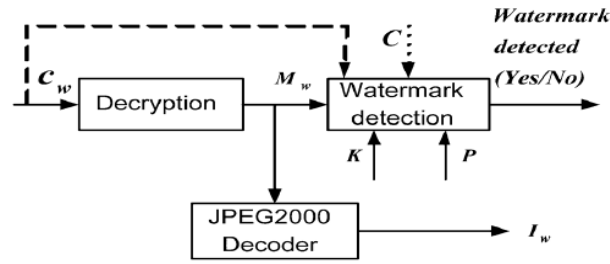 Watermark
detected
(Yes/No)
C
c_w
Decryption
M_w
Watermark
detection
K
P
JPEG2000
Decoder
I_w